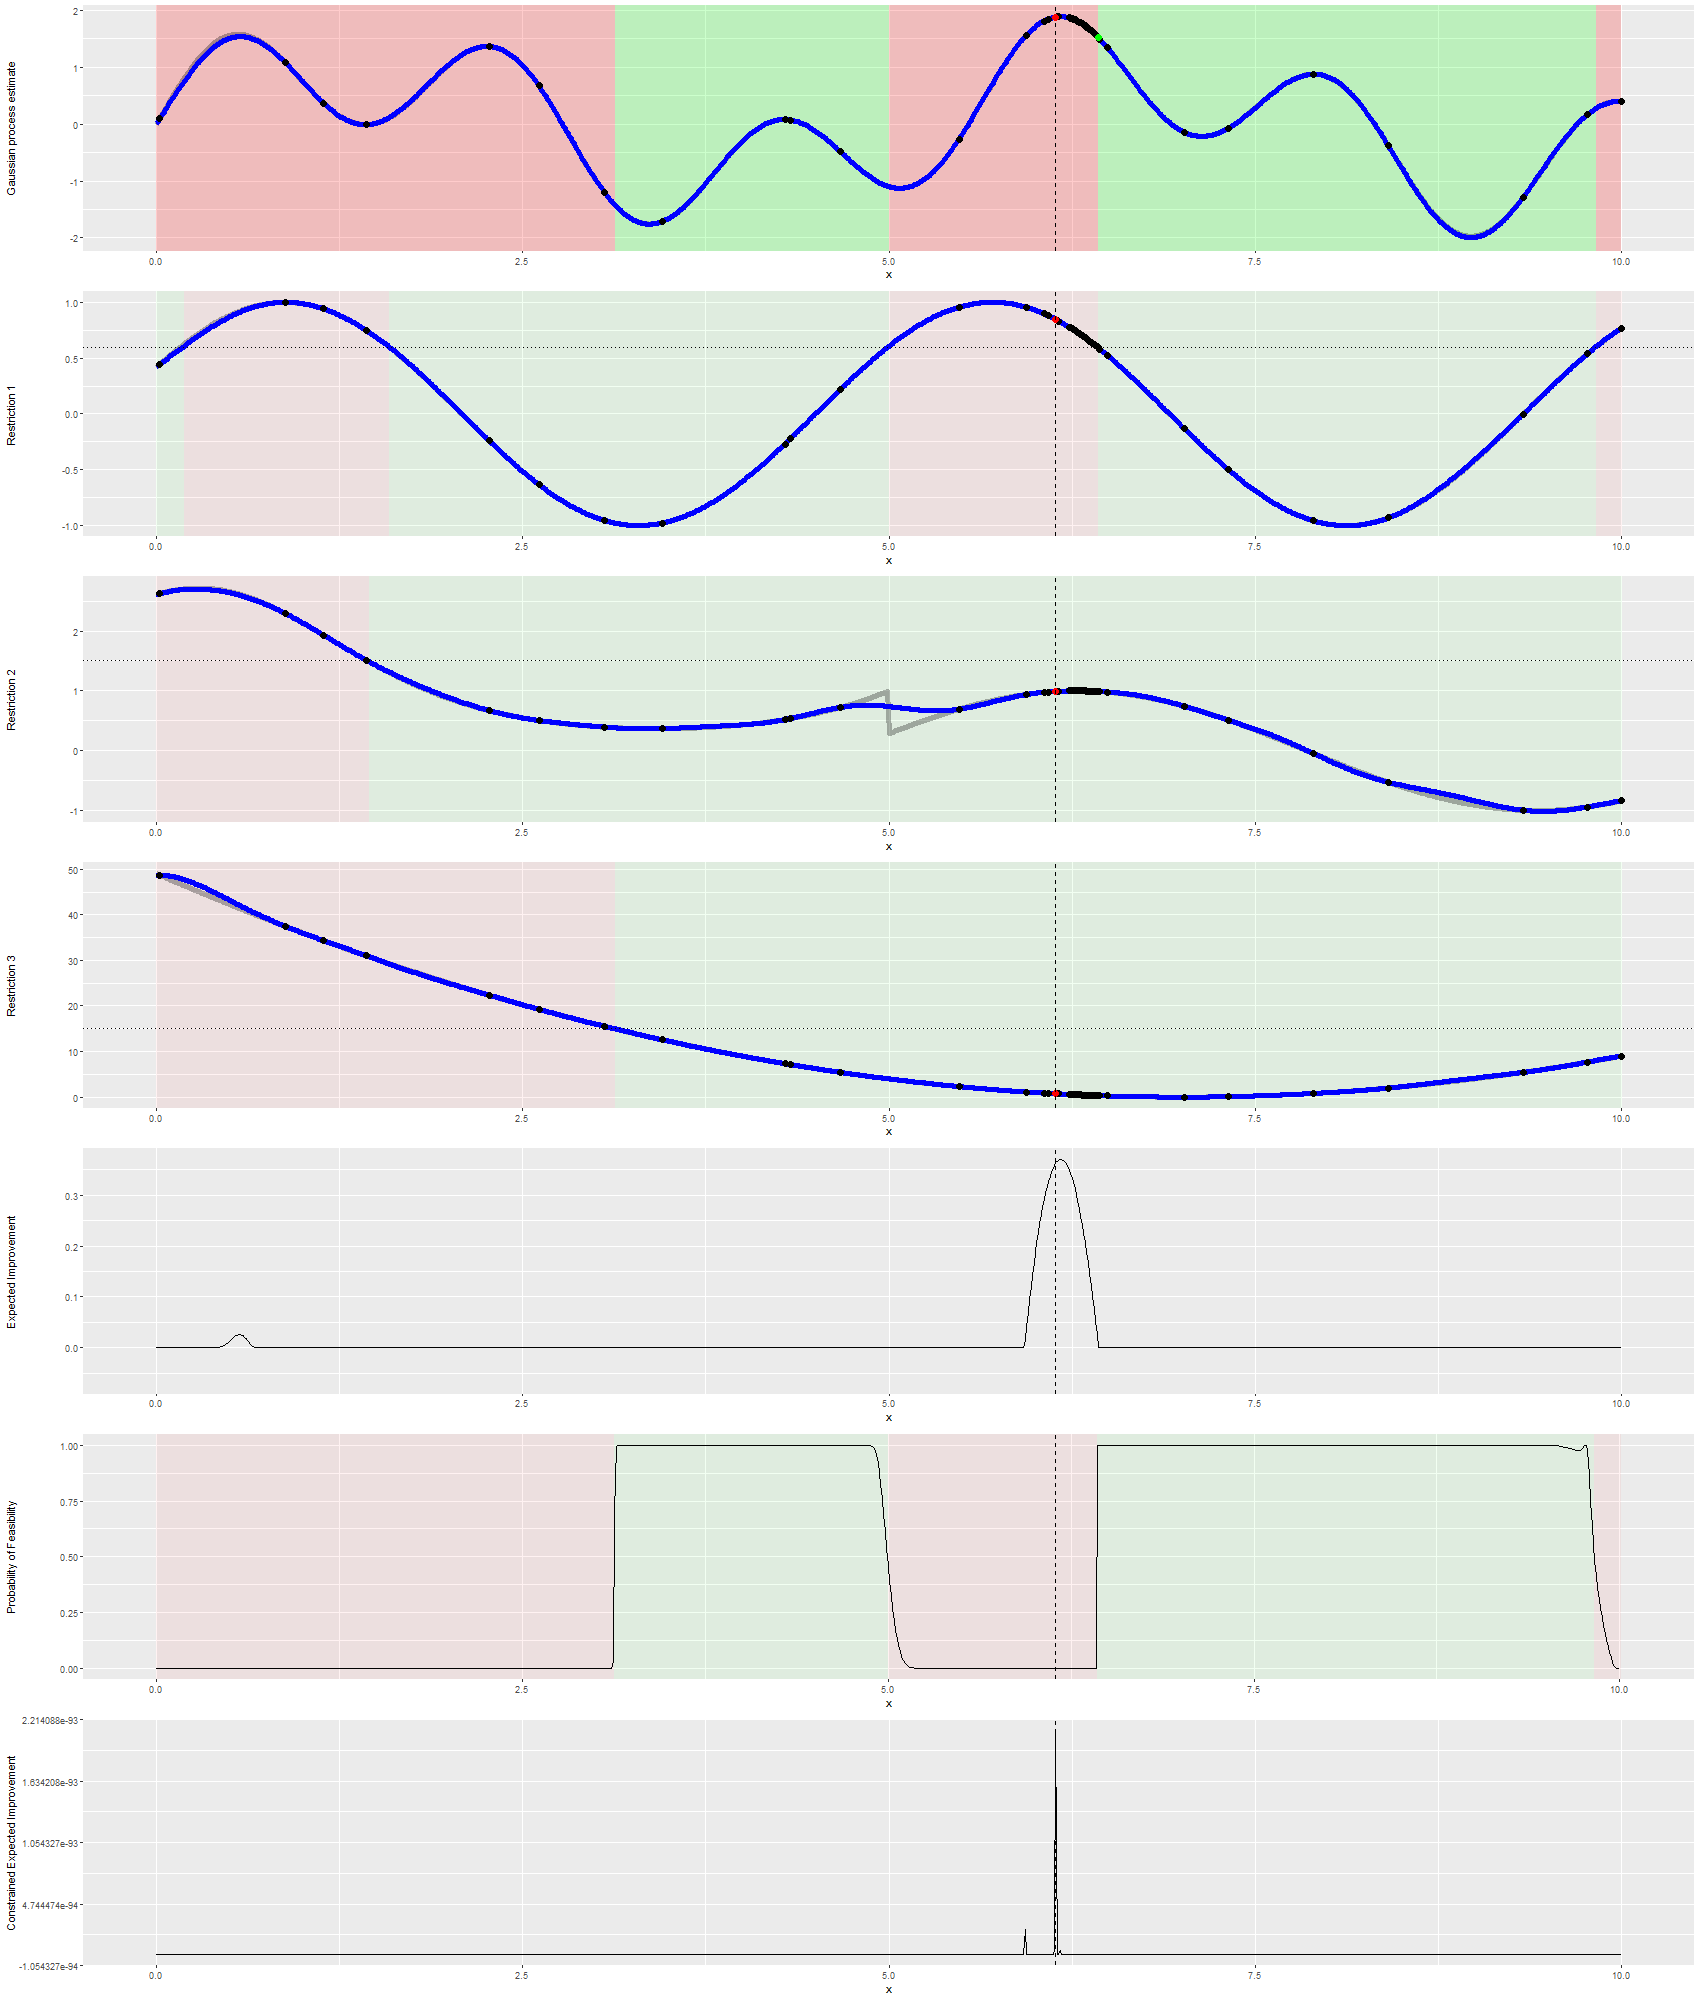 Gaussian process estimate
2
1
0
-1
-2
0.0 2.5 5.0 7.5 10.0
x
Restriction 1
1.0
0.5
0.0
-0.5
-1.0
0.0 2.5 5.0 7.5 10.0
x
Restriction 2
2
1
0
-1
0.0 2.5 5.0 7.5 10.0
x
Restriction 3
50
40
30
20
10
0
0.0 2.5 5.0 7.5 10.0
x
Expected Improvement
0.3
0.2
0.1
0.0
0.0 2.5 5.0 7.5 10.0
x
Probability of Feasibility
1.00
0.75
0.50
0.25
0.00
0.0 2.5 5.0 7.5 10.0
x
Constrained Expected Improvement
2.214088e-93
1.634208e-93
1.054327e-93
4.744474e-94
-1.054327e-94
0.0 2.5 5.0 7.5 10.0
x